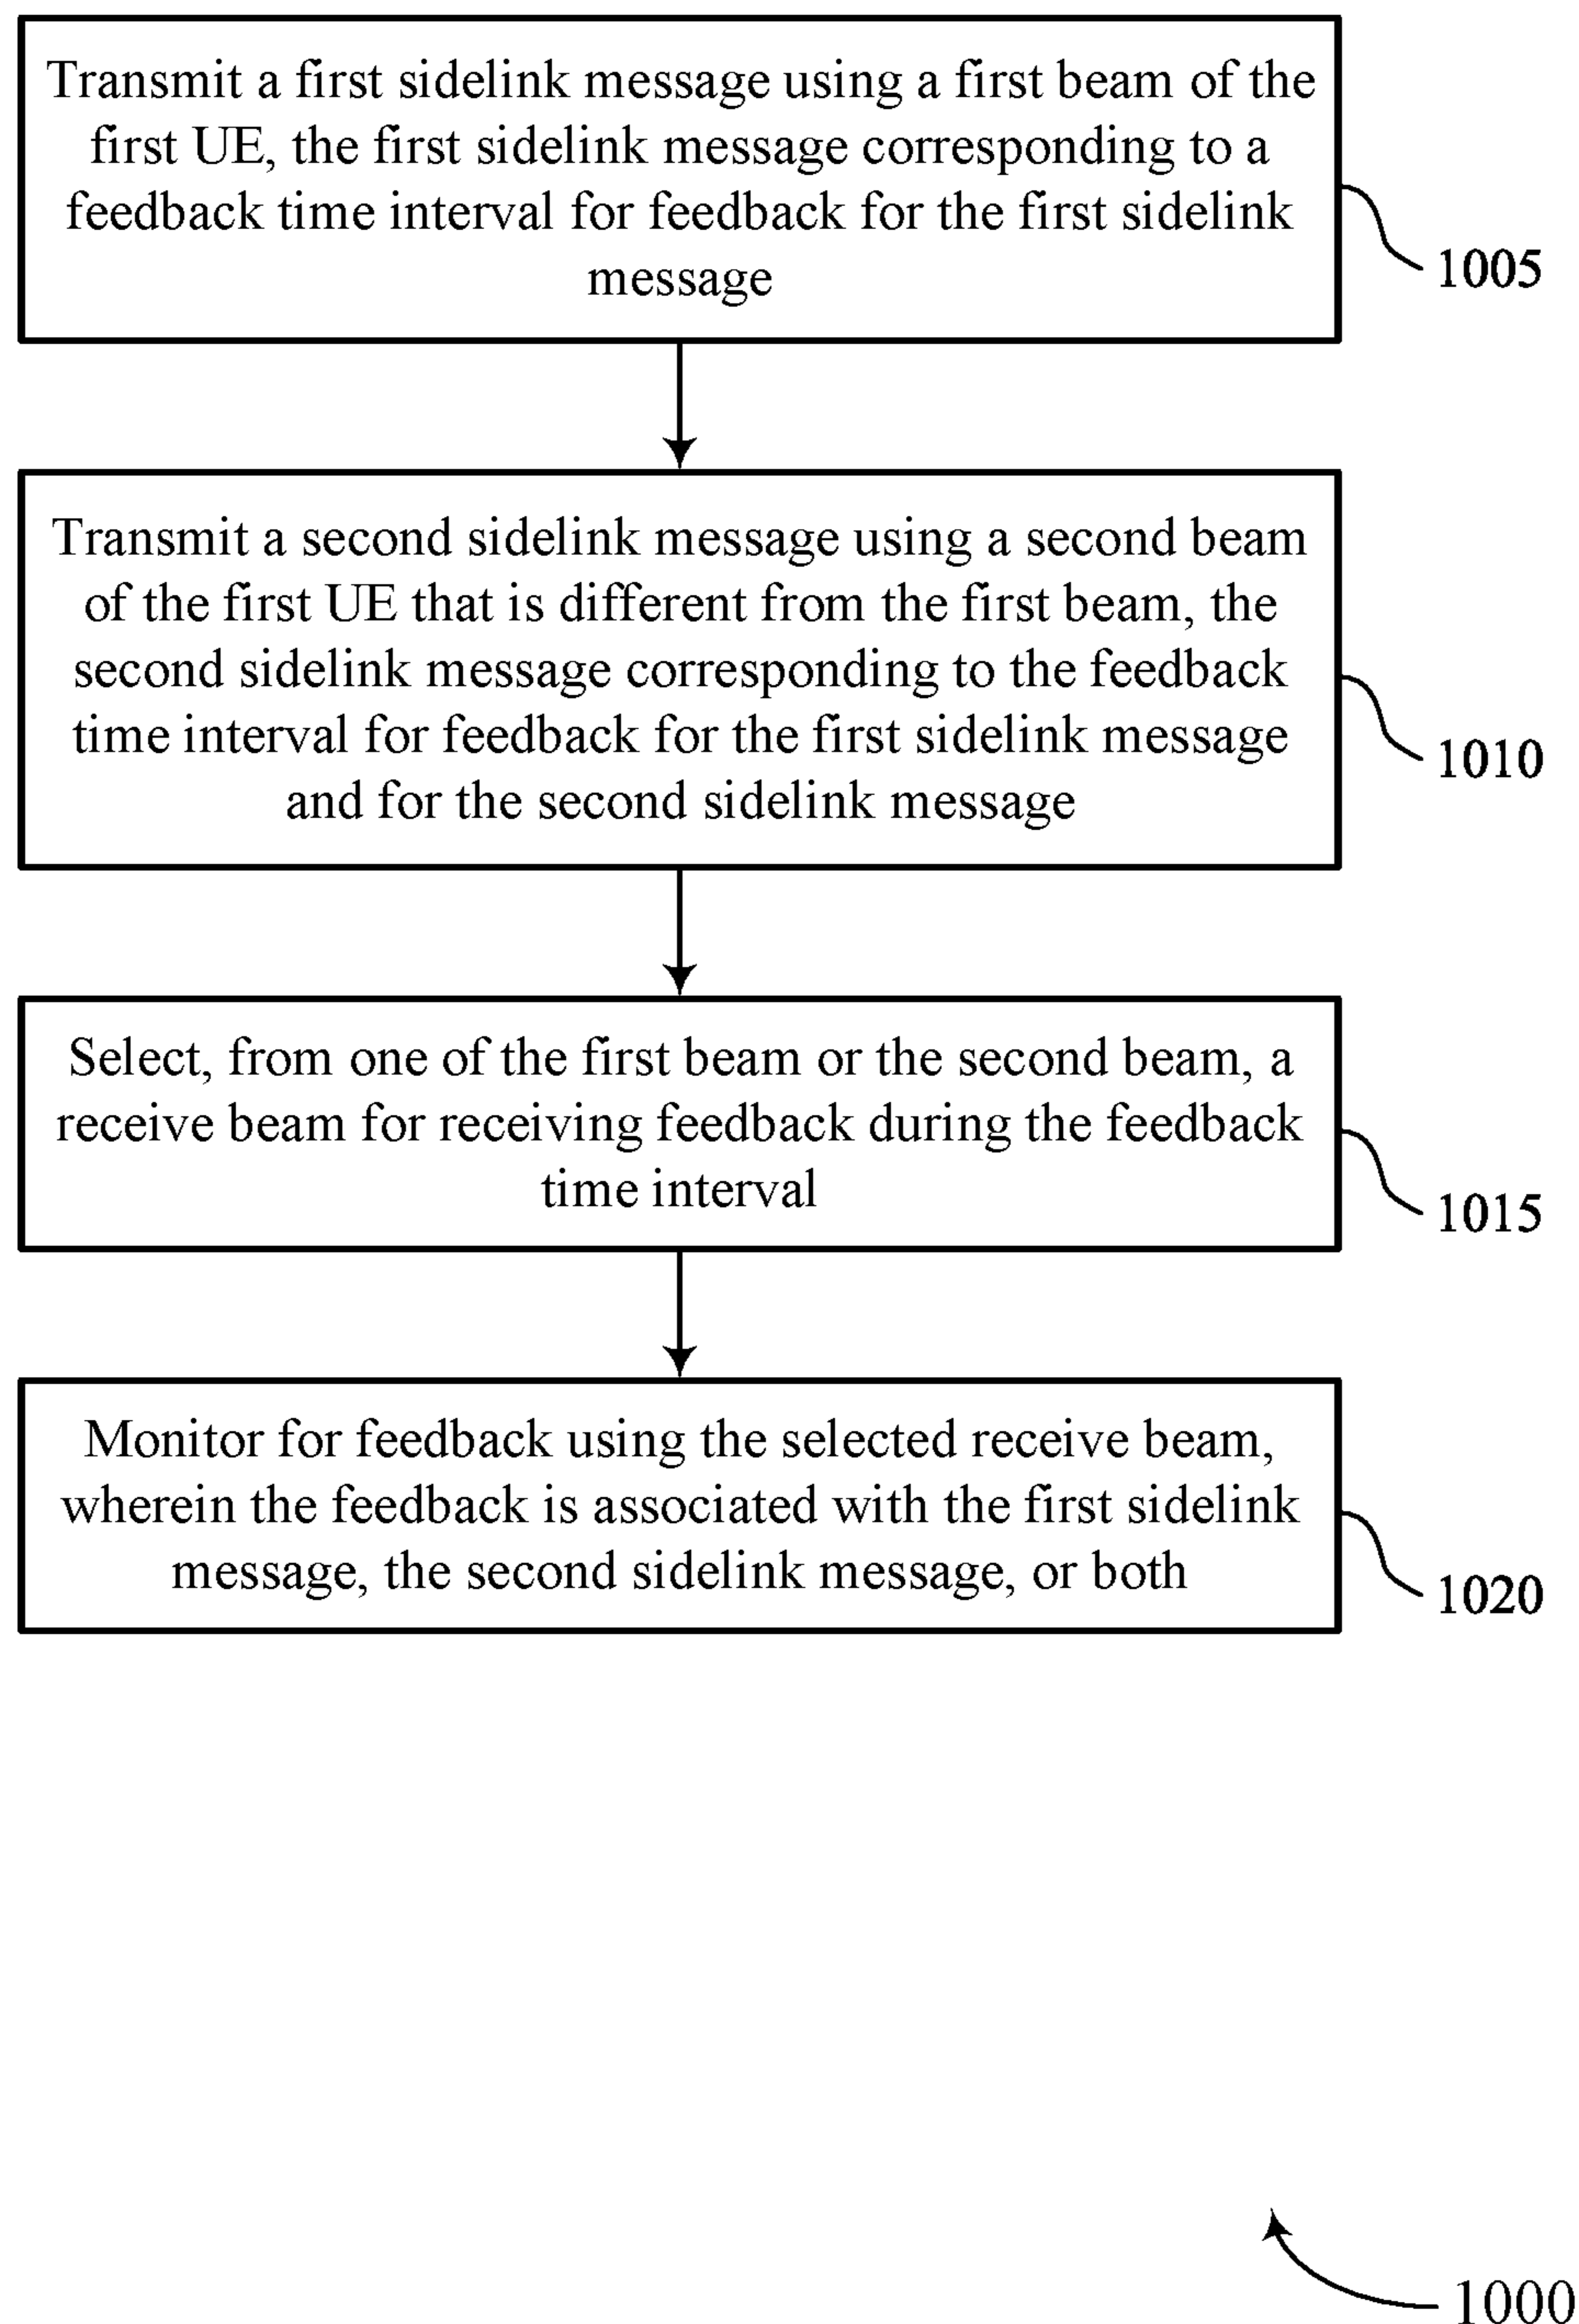 Transmit a first sidelink message using a first beam of the
first UE, the first sidelink message corresponding to a
feedback time interval for feedback for the first sidelink
message
1005
Transmit a second sidelink message using a second beam
of the first UE that is different from the first beam, the
second sidelink message corresponding to the feedback
time interval for feedback for the first sidelink message
and for the second sidelink message
1010
Select, from one of the first beam or the second beam, a
receive beam for receiving feedback during the feedback
time interval
1015
Monitor for feedback using the selected receive beam,
wherein the feedback is associated with the first sidelink
message, the second sidelink message, or both
1020
1000